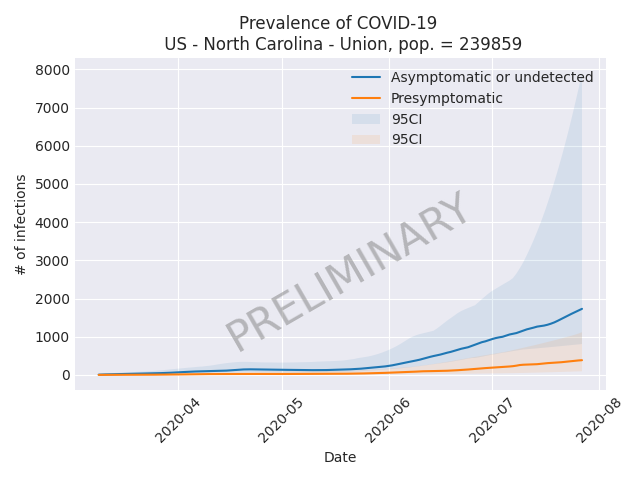 Prevalence of COVID-19
US - North Carolina - Union, pop. = 239859
8000
7000
6000
5000
4000
3000
2000
1000
0
# of infections
Asymptomatic or undetected
Presymptomatic
95CI
95CI
PRELIMINARY
2020-04
2020-05
2020-06
2020-07
2020-08
Date